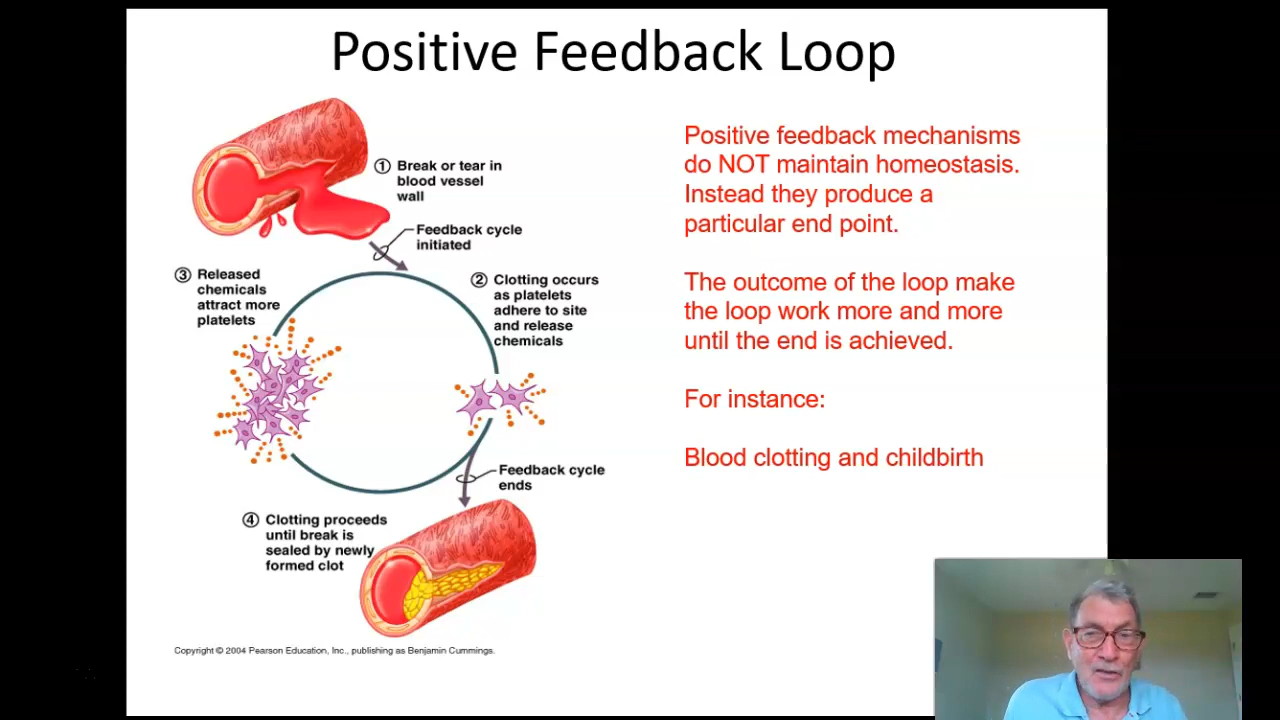 Positive Feedback Loop
① Break or tear in
blood vessel
wall
Feedback cycle
initiated
② Clotting occurs
as platelets
adhere to site
and release
chemicals
③ Released
chemicals
attract more
platelets
Feedback cycle
ends
④ Clotting proceeds
until break is
sealed by newly
formed clot
Copyright © 2004 Pearson Education, Inc., publishing as Benjamin Cummings.
Positive feedback mechanisms
do NOT maintain homeostasis.
Instead they produce a
particular end point.
The outcome of the loop make
the loop work more and more
until the end is achieved.
For instance:
Blood clotting and childbirth